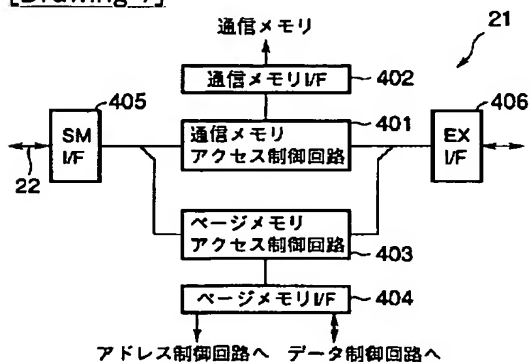 [Drawing 4]
通信メモリ
21
通信メモリI/F
402
405
406
SM
I/F
401
通信メモリ
アクセス制御回路
EX
I/F
22
ページメモリ
アクセス制御回路
403
ページメモリI/F
404
アドレス制御回路へ データ制御回路へ